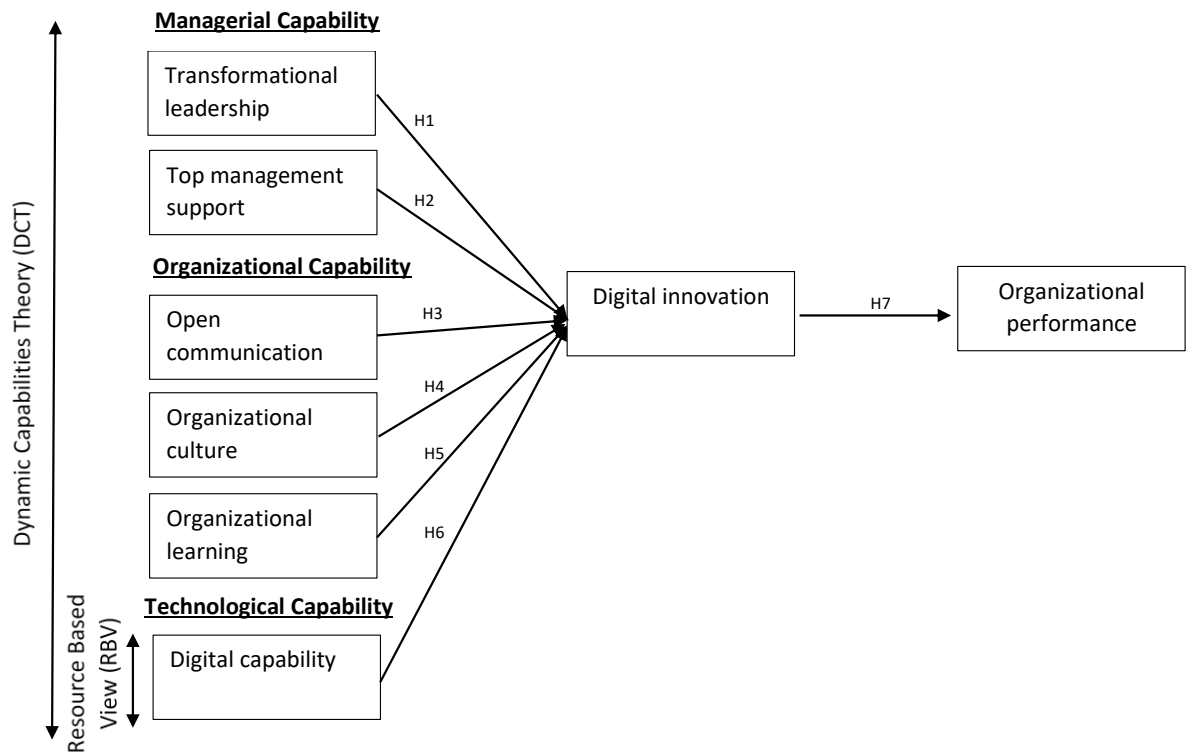 Dynamic Capabilities Theory (DCT)
Resource Based
View (RBV)
Managerial Capability
Transformational
leadership
Top management
support
Organizational Capability
Open
communication
Organizational
culture
Organizational
learning
Technological Capability
Digital capability
H1
H2
H3
H4
H5
H6
Digital innovation
H7
Organizational
performance